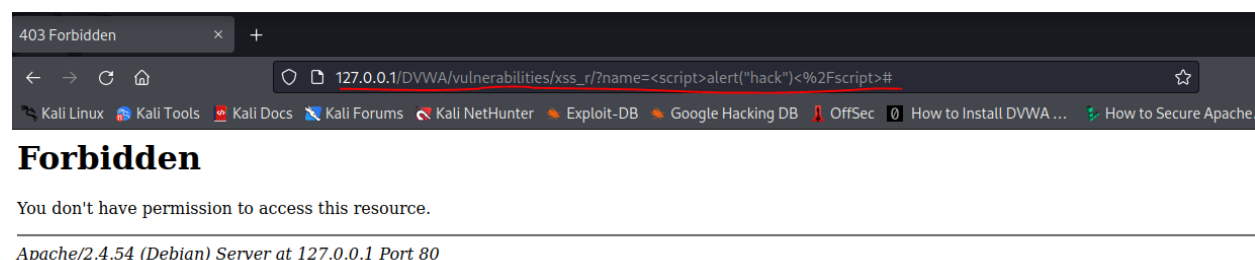 403 Forbidden
127.0.0.1/DVWA/vulnerabilities/xss_r/?name=<script>alert("hack")<%2Fscript>#
Kali Linux Kali Tools Kali Docs Kali Forums Kali NetHunter Exploit-DB Google Hacking DB OffSec How to Install DVWA ... How to Secure Apache.
Forbidden
You don't have permission to access this resource.
Apache/2.4.54 (Debian) Server at 127.0.0.1 Port 80